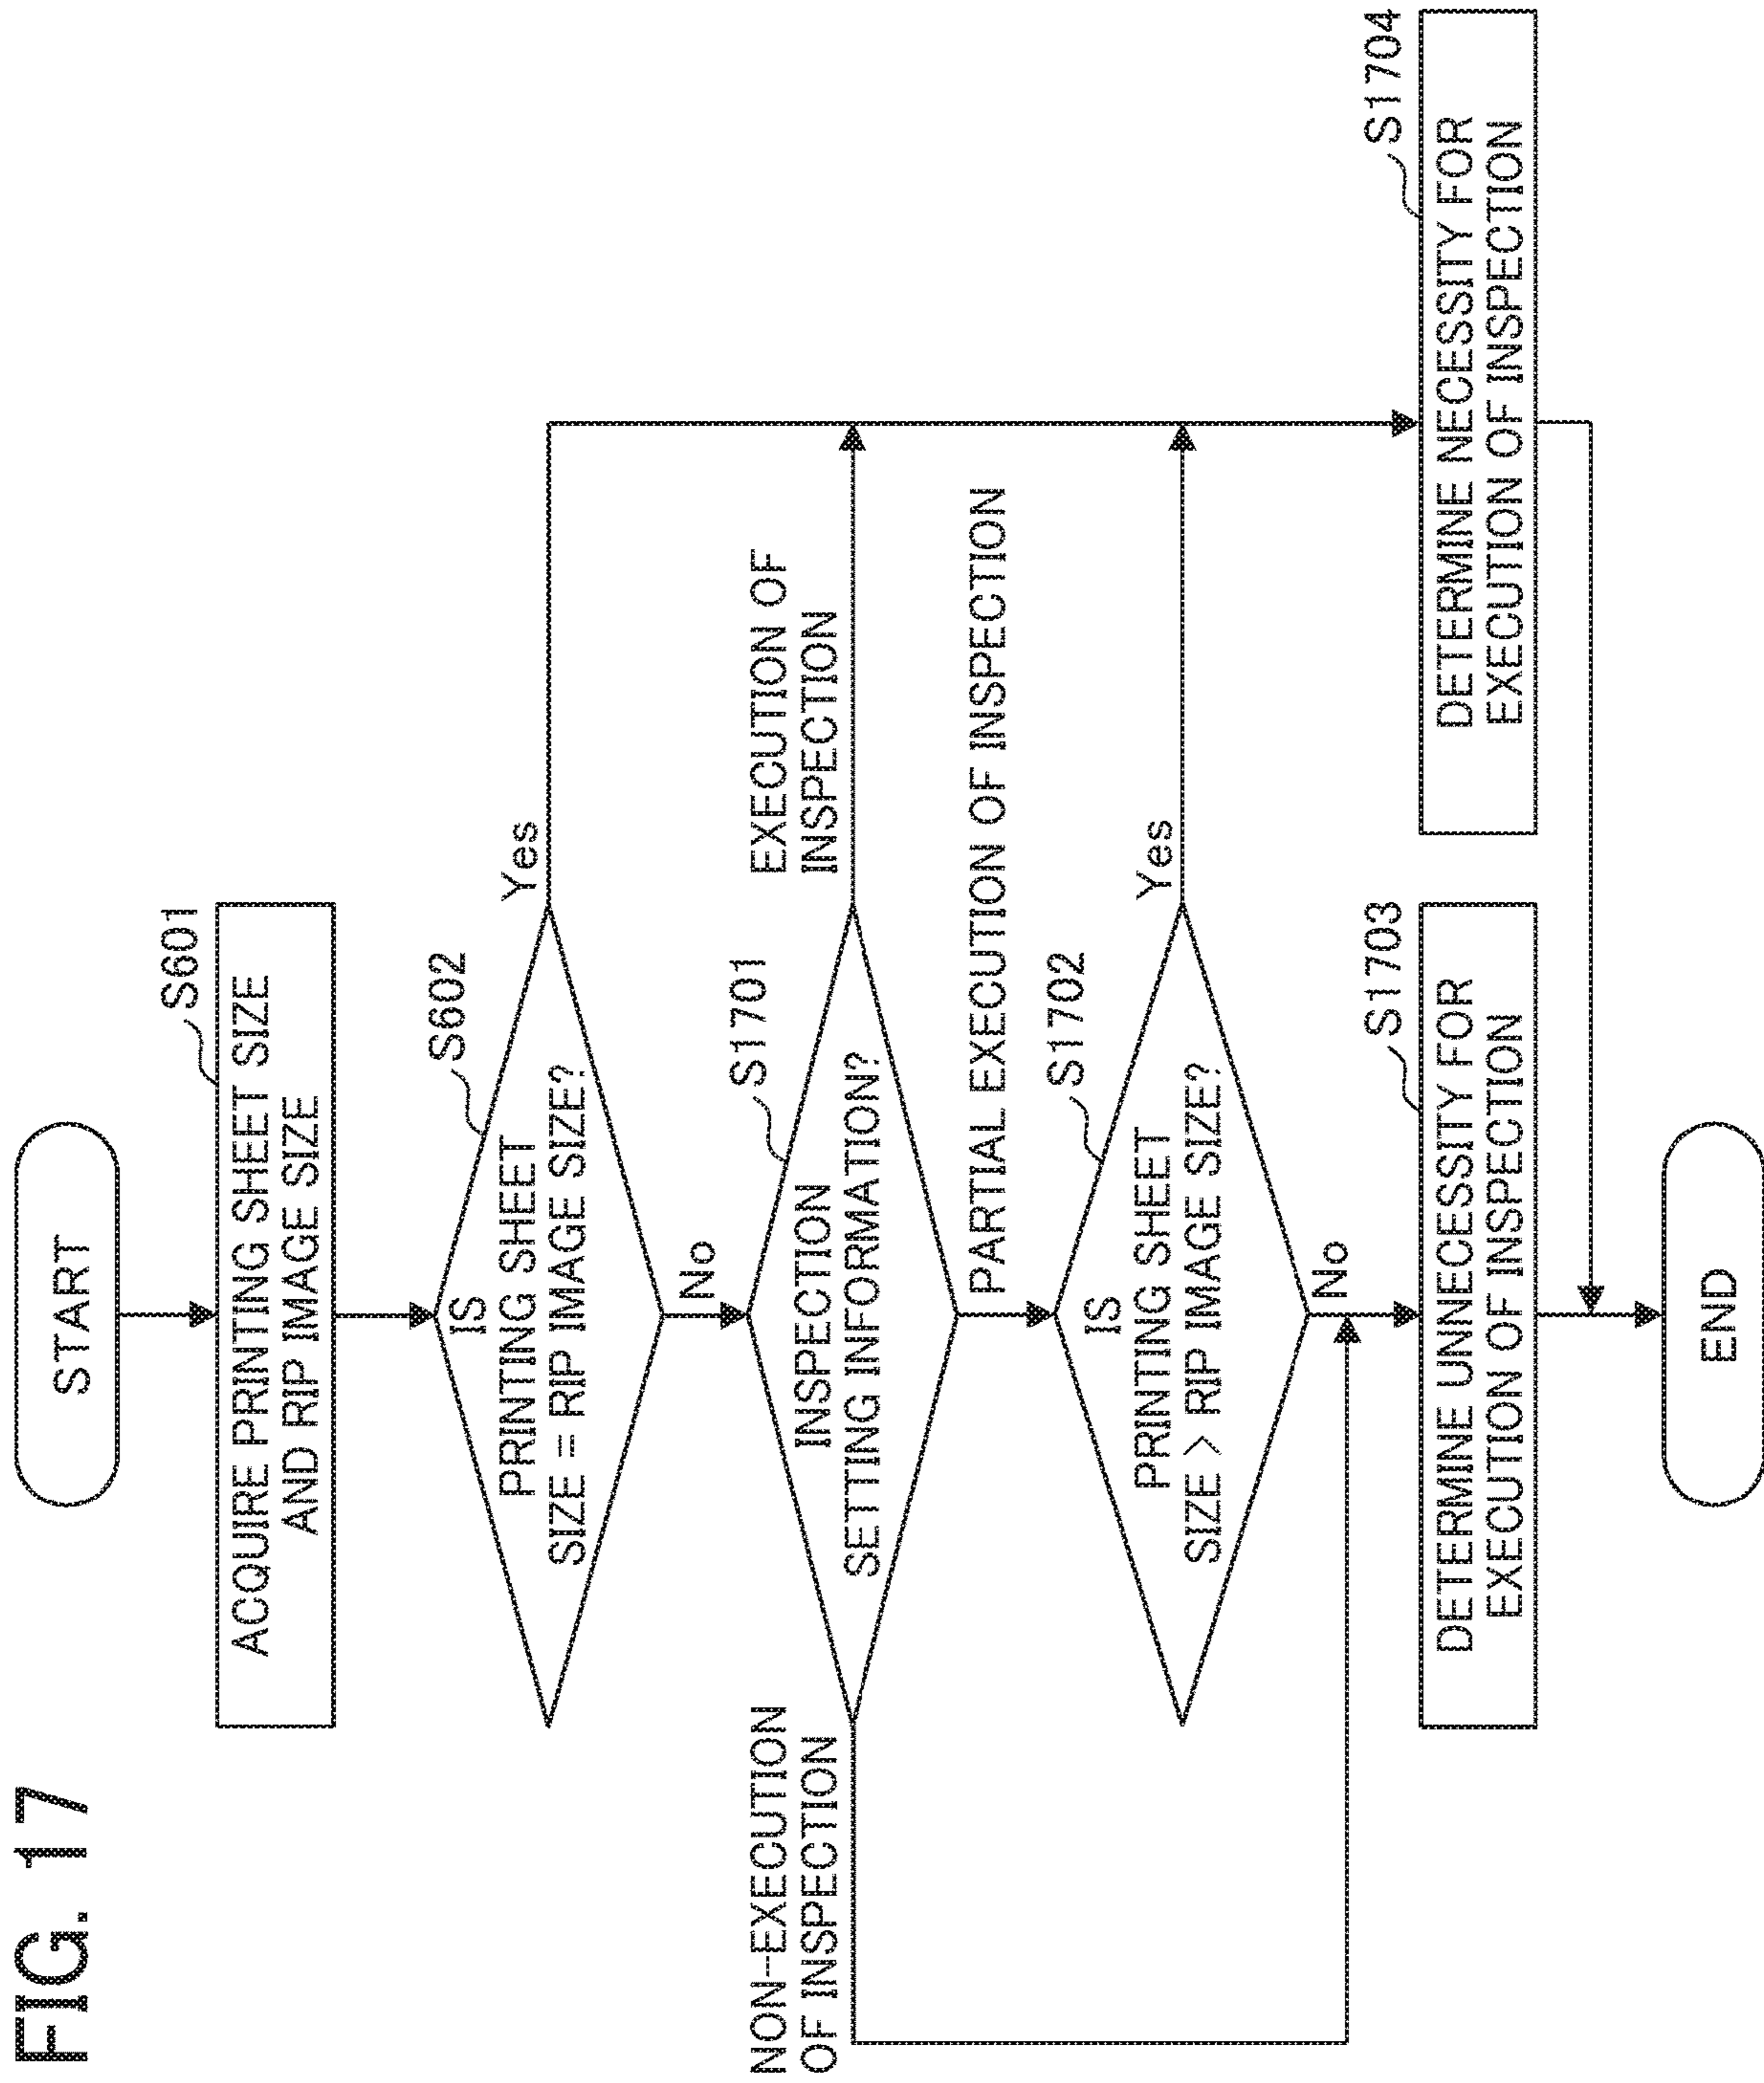 FIG. 17
START
S601
ACQUIRE PRINTING SHEET SIZE
AND RIP IMAGE SIZE
S602
IS
PRINTING SHEET
SIZE = RIP IMAGE SIZE?
Yes
No
S1701
INSPECTION
SETTING INFORMATION?
NON-EXECUTION
OF INSPECTION
EXECUTION OF
INSPECTION
PARTIAL EXECUTION OF INSPECTION
S1702
IS
PRINTING SHEET
SIZE > RIP IMAGE SIZE?
Yes
No
S1703
DETERMINE UNNECESSITY FOR
EXECUTION OF INSPECTION
S1704
DETERMINE NECESSITY FOR
EXECUTION OF INSPECTION
END